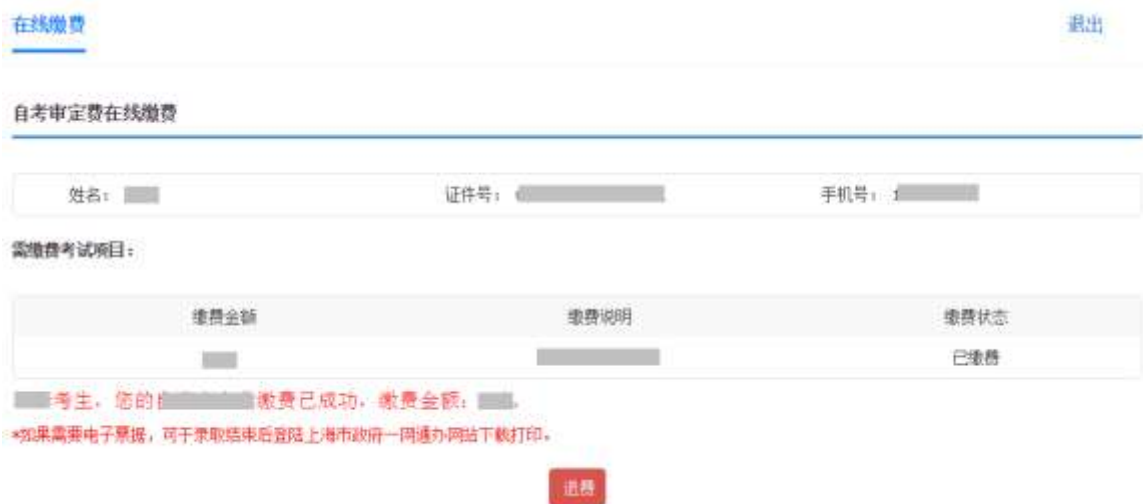 在线缴费 退出
自考审定费在线缴费
姓名： 证件号： 手机号：
需缴费考试项目：
缴费金额 缴费说明 缴费状态
已缴费
考生，您的 缴费已成功，缴费金额： 。
*如果需要电子票据，可于录取结束后登陆上海市政府一网通办网站下载打印。
退费